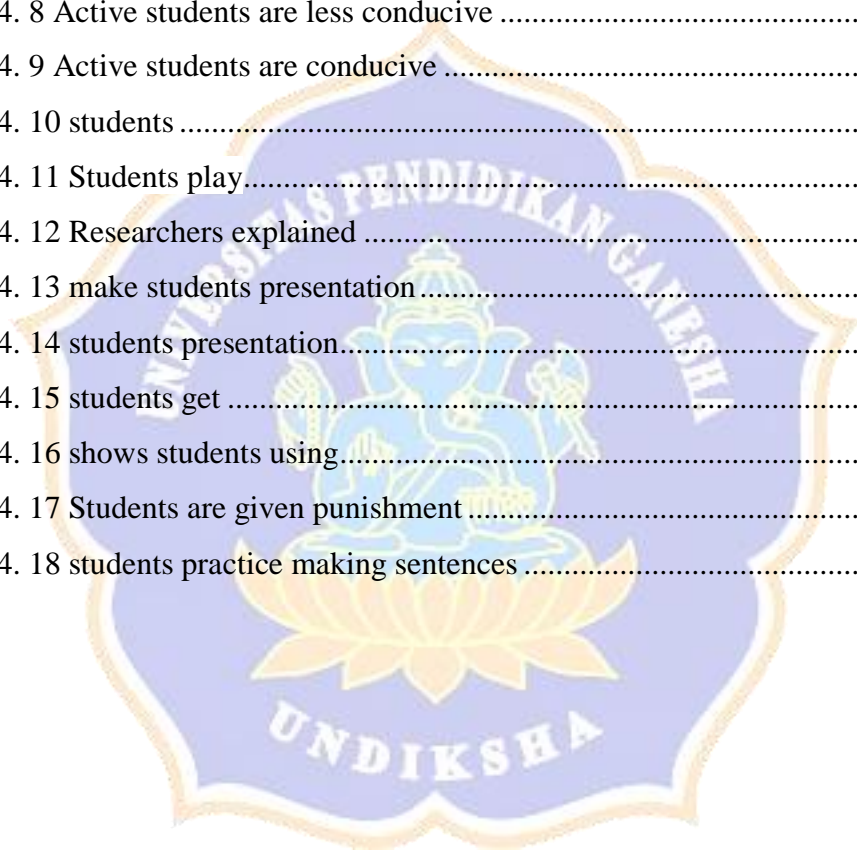 4. 8 Active students are less conducive ................................................
4. 9 Active students are conducive .......................................................
4. 10 students ..........................................................................................
4. 11 Students play..................................................................................
4. 12 Researchers explained .................................................................
4. 13 make students presentation ..........................................................
4. 14 students presentation.....................................................................
4. 15 students get ....................................................................................
4. 16 shows students using.....................................................................
4. 17 Students are given punishment ....................................................
4. 18 students practice making sentences .............................................
UNIVERSITAS PENDIDIKAN GANESHA
UNDIKSHA